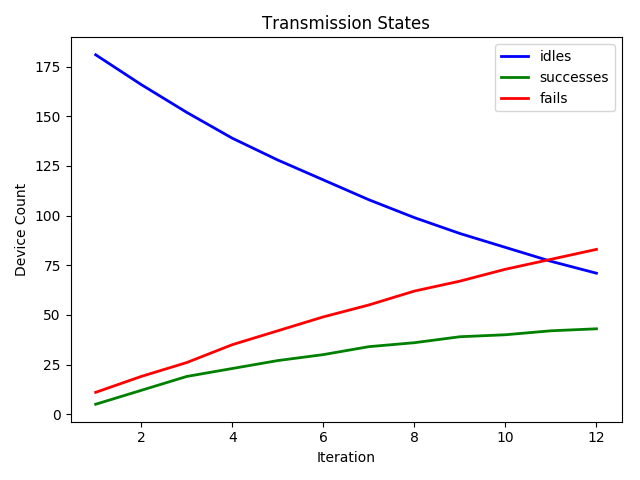 Transmission States
idles
successes
fails
Device Count
175
150
125
100
75
50
25
0
2 4 6 8 10 12
Iteration